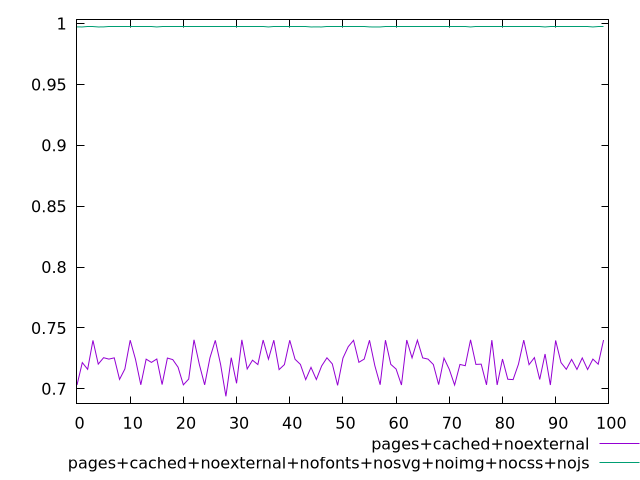 1
0.95
0.9
0.85
0.8
0.75
0.7
0 10 20 30 40 50 60 70 80 90 100
pages+cached+noexternal
pages+cached+noexternal+nofonts+nosvg+noimg+nocss+nojs